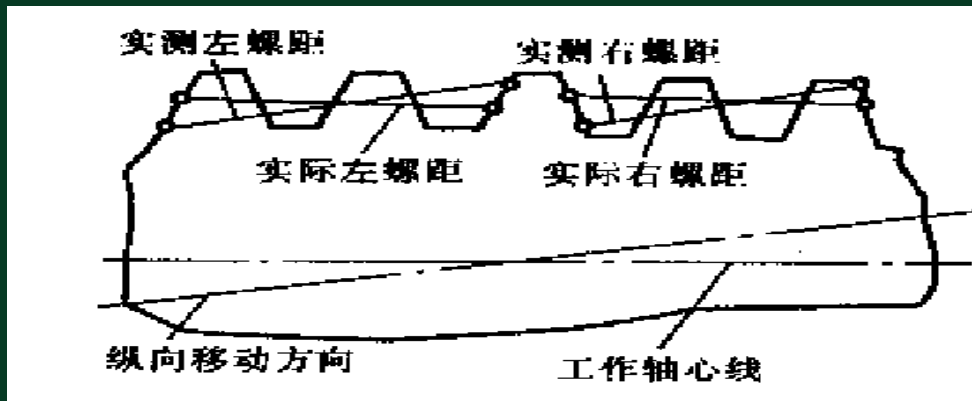 实测左螺距
实测右螺距
实际左螺距
实际右螺距
纵向移动方向
工作轴心线